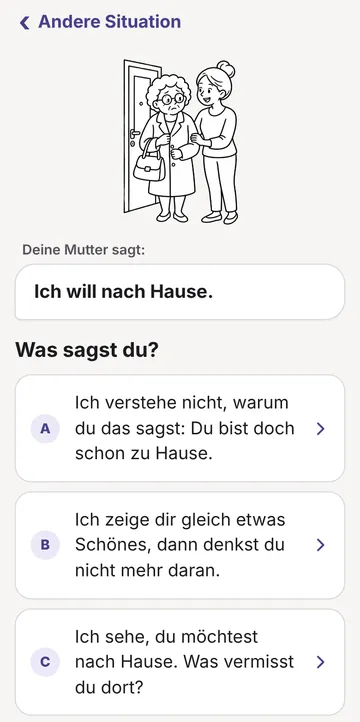 Andere Situation
Deine Mutter sagt:
Ich will nach Hause.
Was sagst du?
A
Ich verstehe nicht, warum
du das sagst: Du bist doch
schon zu Hause.
B
Ich zeige dir gleich etwas
Schönes, dann denkst du
nicht mehr daran.
C
Ich sehe, du möchtest
nach Hause. Was vermisst
du dort?